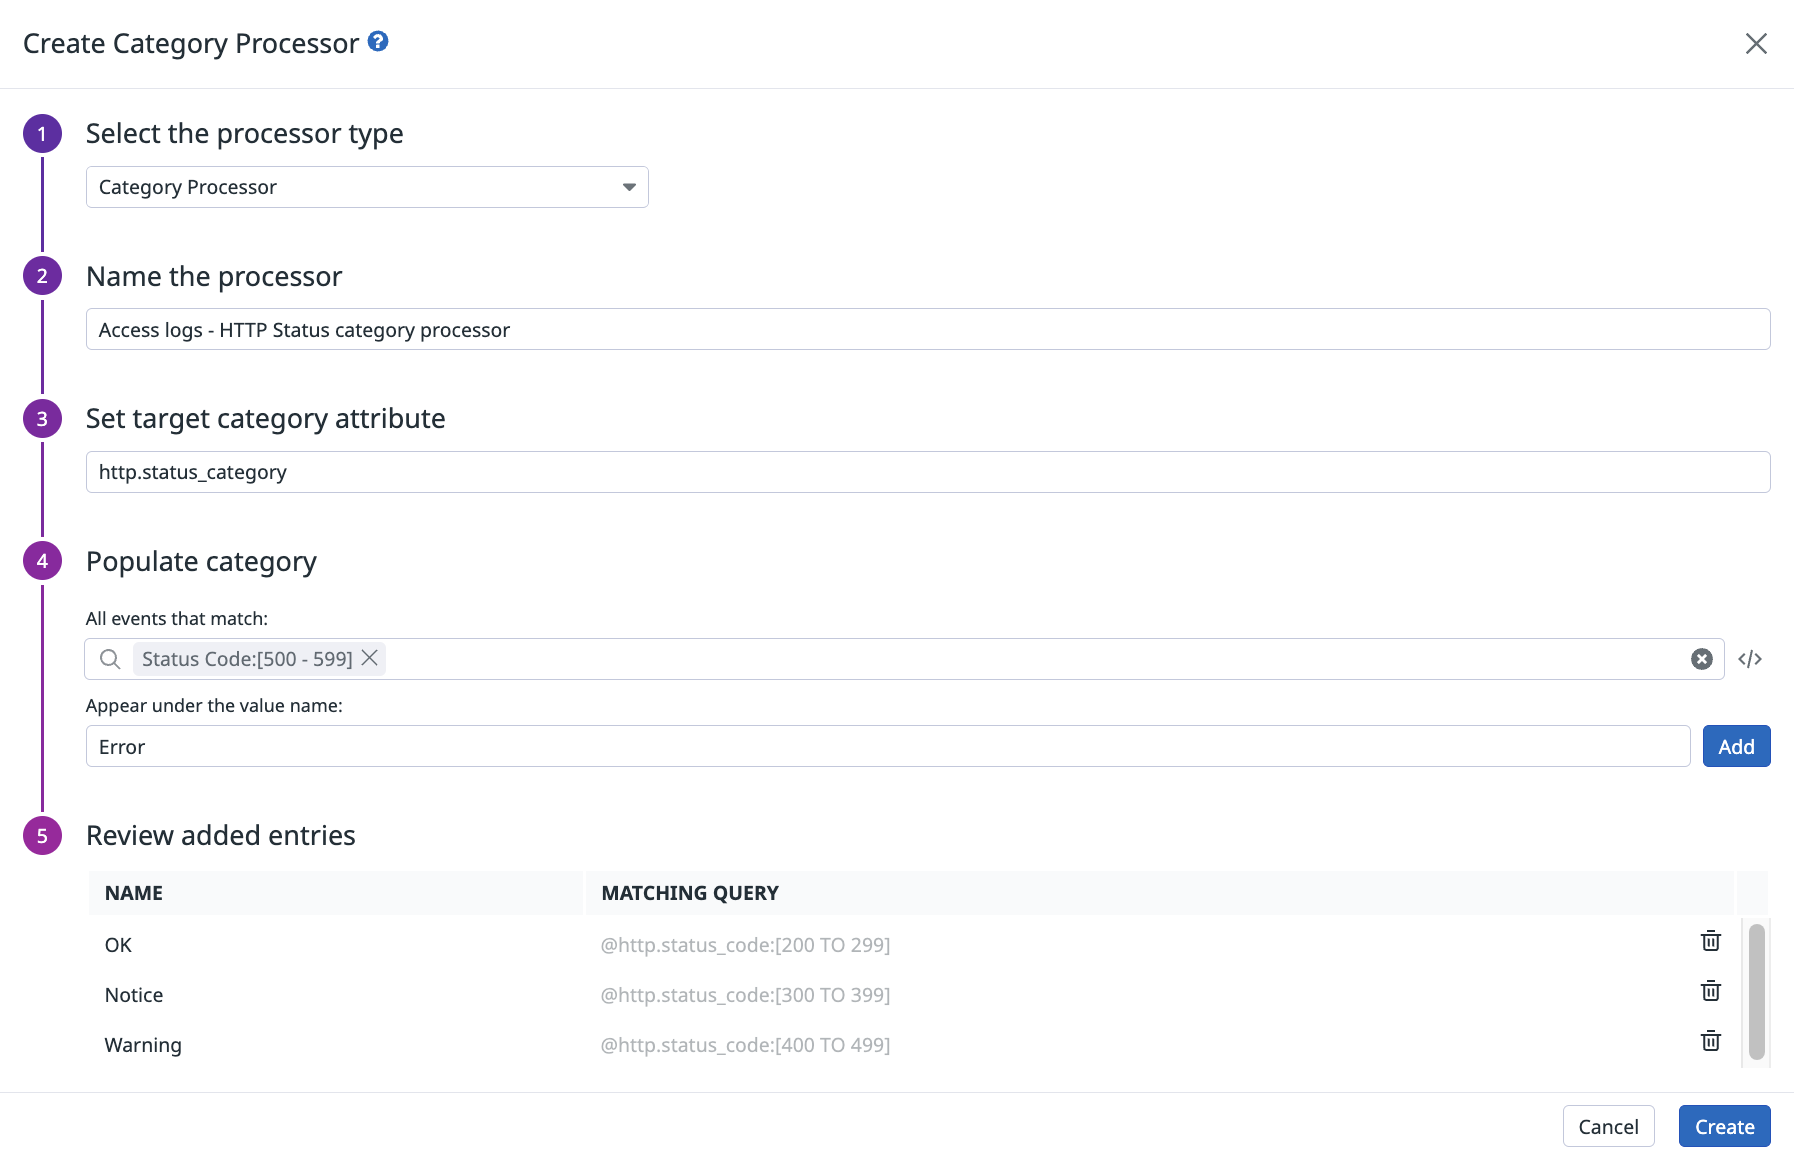 Create Category Processor ?
1 Select the processor type
Category Processor
2 Name the processor
Access logs - HTTP Status category processor
3 Set target category attribute
http.status_category
4 Populate category
All events that match:
Status Code:[500 - 599]
Appear under the value name:
Error Add
5 Review added entries
NAME MATCHING QUERY
OK @http.status_code:[200 TO 299]
Notice @http.status_code:[300 TO 399]
Warning @http.status_code:[400 TO 499]
Cancel Create